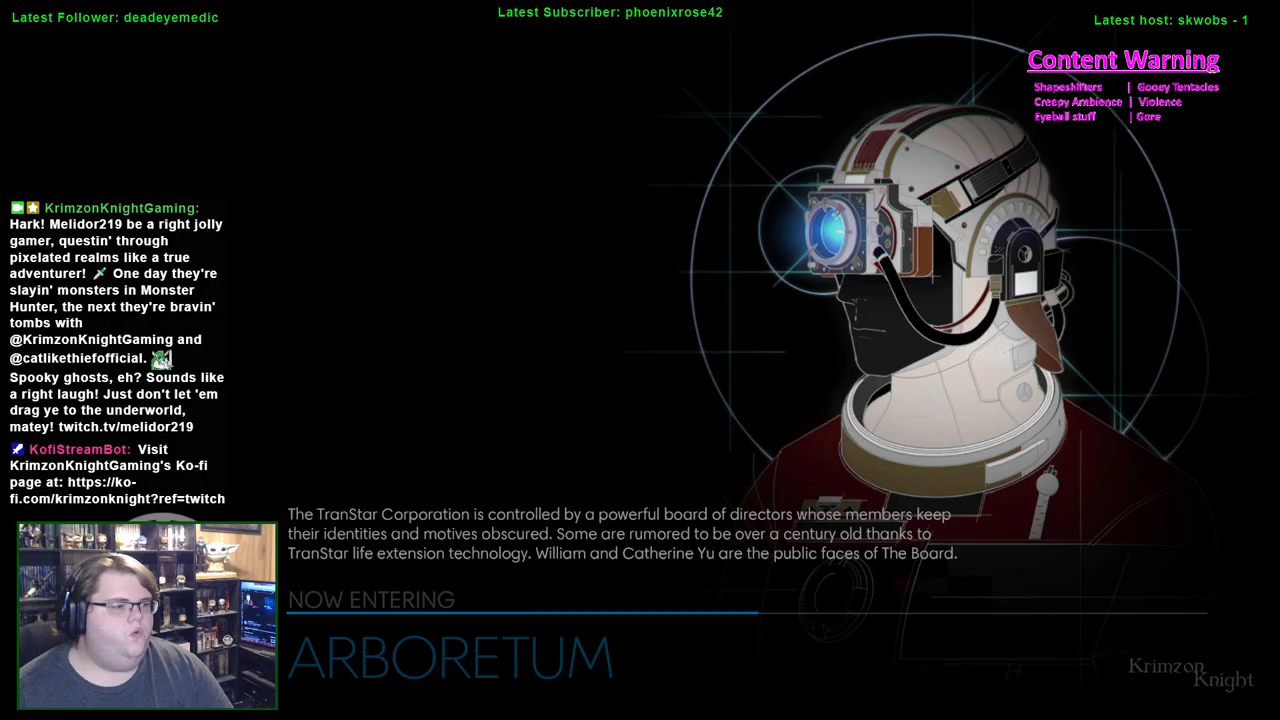 Latest Follower: deadeyemedic
Latest Subscriber: phoenixrose42
Latest host: skwobs - 1
Content Warning
Shapeshifters | Gooey Tentacles
Creepy Ambience | Violence
Eyeball stuff | Gore
KrimzonKnightGaming:
Hark! Melidor219 be a right jolly
gamer, questin' through
pixelated realms like a true
adventurer! One day they're
slayin' monsters in Monster
Hunter, the next they're bravin'
tombs with
@KrimzonKnightGaming and
@catlikethiefofficial.
Spooky ghosts, eh? Sounds like
a right laugh! Just don't let 'em
drag ye to the underworld,
matey! twitch.tv/melidor219
KofiStreamBot: Visit
KrimzonKnightGaming's Ko-fi
page at: https://ko-
fi.com/krimzonknight?ref=twitch
The TranStar Corporation is controlled by a powerful board of directors whose members keep
their identities and motives obscured. Some are rumored to be over a century old thanks to
TranStar life extension technology. William and Catherine Yu are the public faces of The Board.
NOW ENTERING
ARBORETUM
Krimzon
Knight